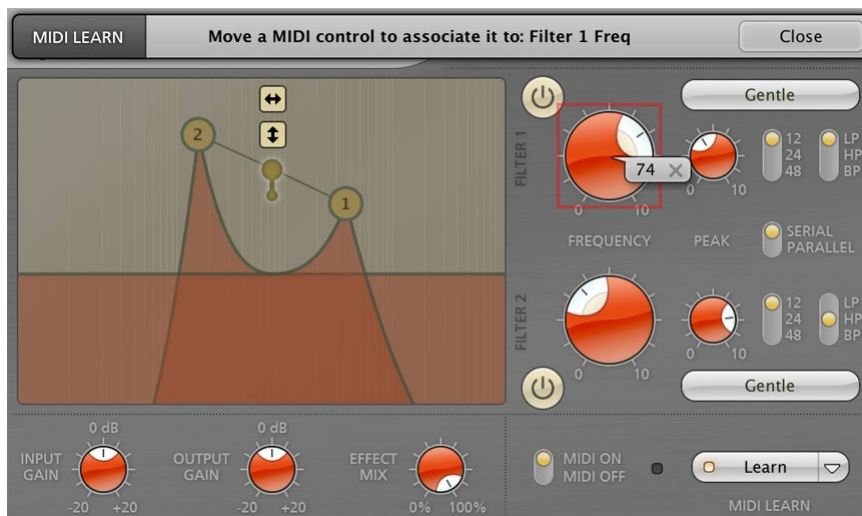 MIDI LEARN
Move a MIDI control to associate it to: Filter 1 Freq
Close
Gentle
FILTER 1
74
0 10
0 10
12
24
48
LP
HP
BP
FREQUENCY
PEAK
SERIAL
PARALLEL
2
1
FILTER 2
0 10
0 10
12
24
48
LP
HP
BP
Gentle
0 dB
INPUT
GAIN
-20 +20
0 dB
OUTPUT
GAIN
-20 +20
EFFECT
MIX
0% 100%
MIDI ON
MIDI OFF
Learn
MIDI LEARN